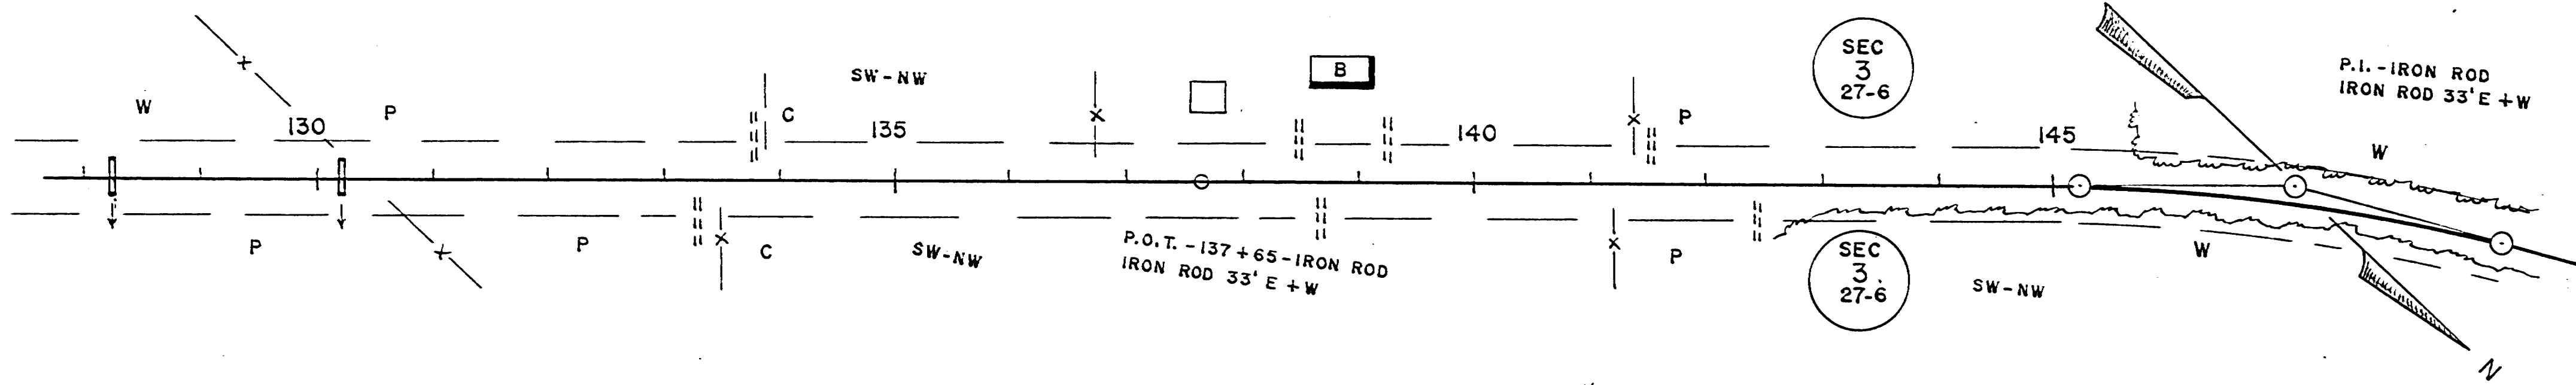 W
130
P
C
SW-NW
135
B
140
P
SEC
3
27-6
145
P.I.-IRON ROD
IRON ROD 33'E+W
W
P
P
C
SW-NW
P.O.T.-137+65-IRON ROD
IRON ROD 33'E+W
P
SEC
3
27-6
SW-NW
W
N